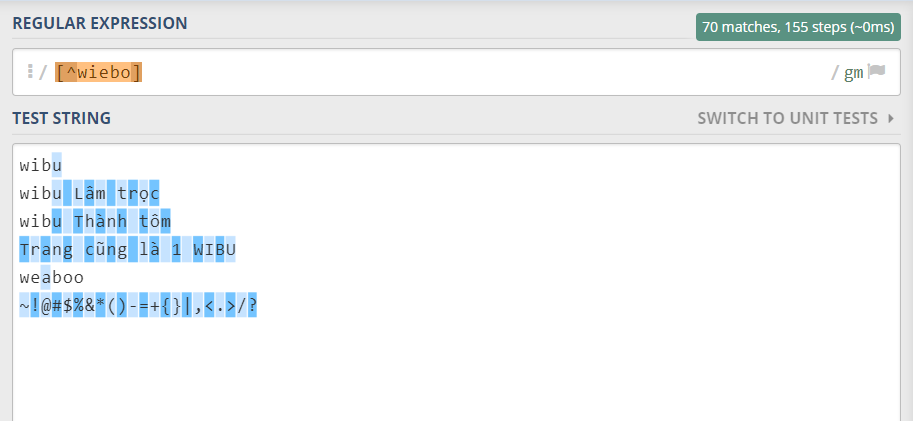 REGULAR EXPRESSION
70 matches, 155 steps (~0ms)
/ [^wiebo] / gm
TEST STRING
SWITCH TO UNIT TESTS
wibu
wibu Lâm trọc
wibu Thành tôm
Trang cũng là 1 WIBU
weaboo
~!@#$%&*()-=+{}|,<.>/?